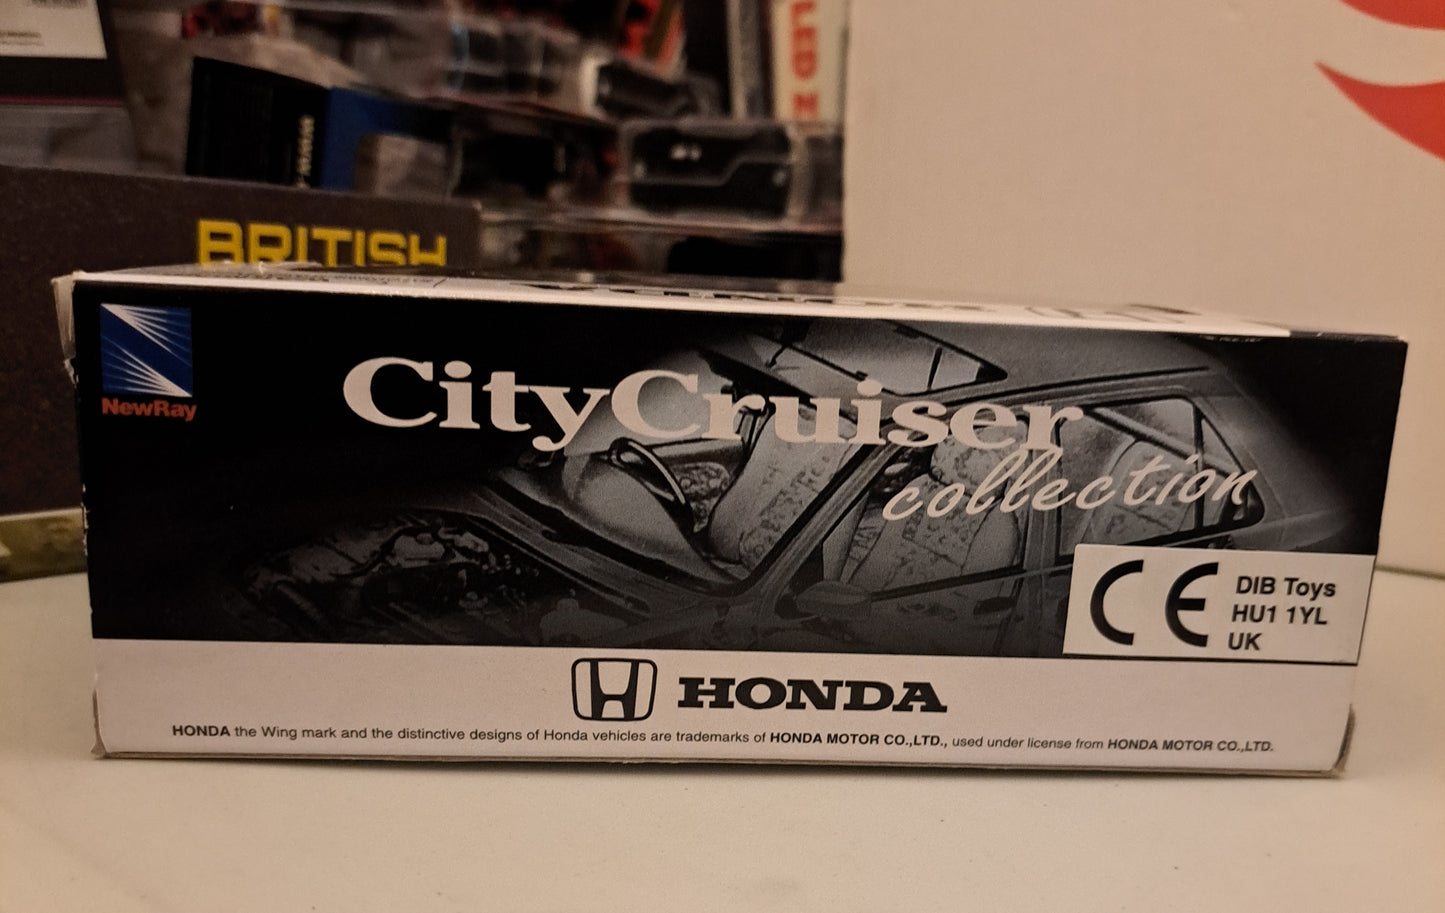 BRITISH
NewRay
CityCruiser
collection
DIB Toys
HU1 1YL
UK
HONDA
HONDA the Wing mark and the distinctive designs of Honda vehicles are trademarks of HONDA MOTOR CO.,LTD., used under license from HONDA MOTOR CO.,LTD.